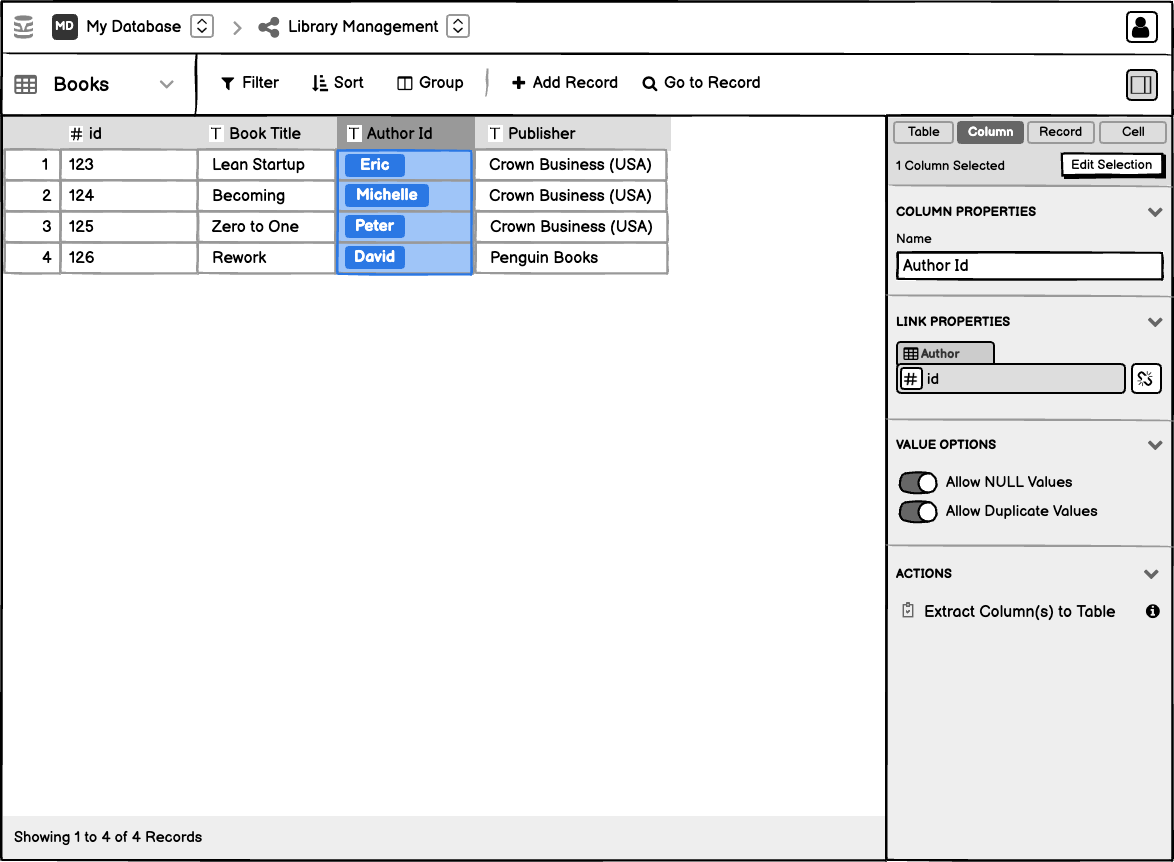 MD My Database Library Management
Books Filter Sort Group Add Record Go to Record
# id T Book Title T Author Id T Publisher
1 123 Lean Startup Eric Crown Business (USA)
2 124 Becoming Michelle Crown Business (USA)
3 125 Zero to One Peter Crown Business (USA)
4 126 Rework David Penguin Books
Showing 1 to 4 of 4 Records
Table Column Record Cell
1 Column Selected Edit Selection
COLUMN PROPERTIES
Name
Author Id
LINK PROPERTIES
Author
# id
VALUE OPTIONS
Allow NULL Values
Allow Duplicate Values
ACTIONS
Extract Column(s) to Table